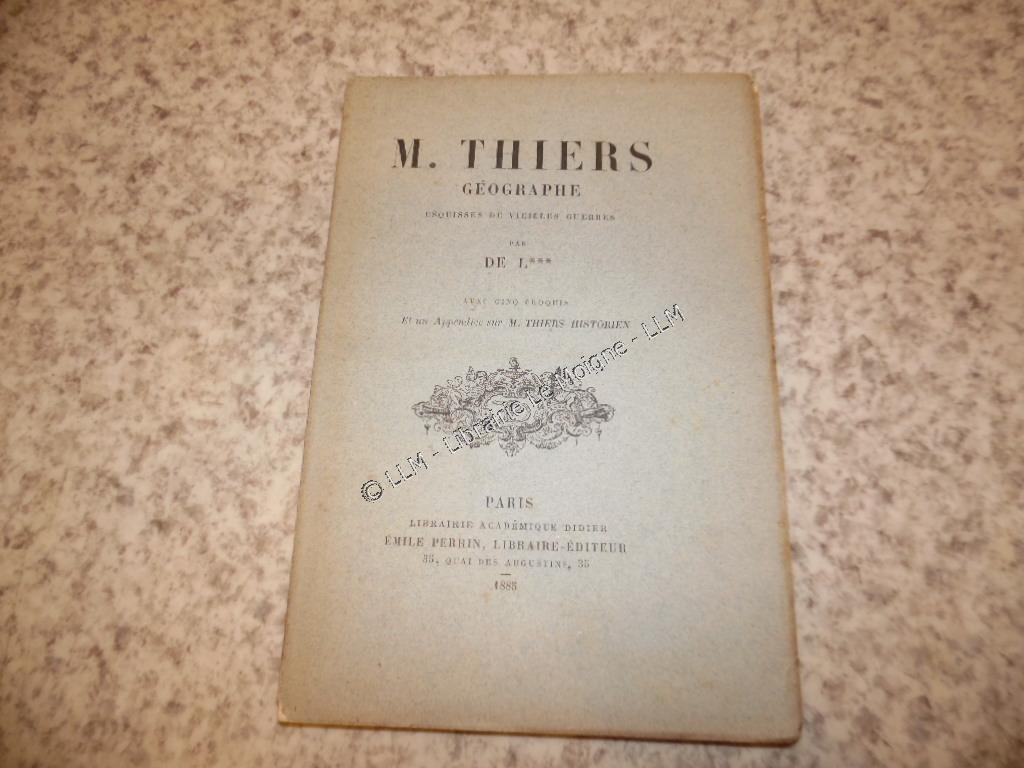 M. THIERS
GÉOGRAPHE
ESQUISSES DE VIEILLES GUERRES
PAR
DE L***
AVEC CINQ CROQUIS
Et un Appendice sur M. THIERS HISTORIEN
© LLM - Librairie Le Moigne - LLM
PARIS
LIBRAIRIE ACADÉMIQUE DIDIER
ÉMILE PERRIN, LIBRAIRE-ÉDITEUR
35, QUAI DES AUGUSTINS, 35
1885